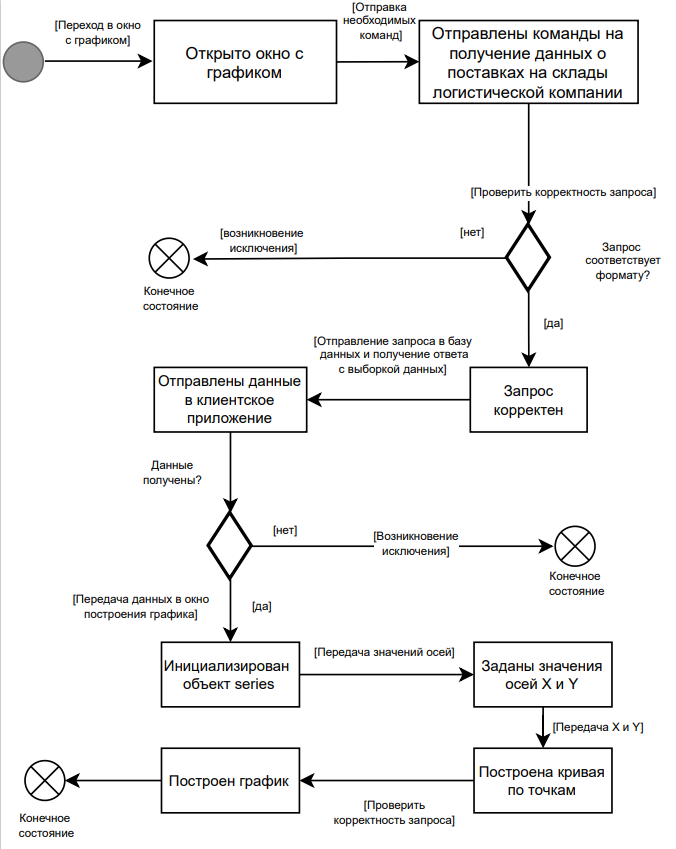 [Переход в окно
с графиком]
Открыто окно с
графиком
[Отправка
необходимых
команд]
Отправлены команды на
получение данных о
поставках на склады
логистической компании
[Проверить корректность запроса]
[возникновение
исключения]
[нет]
Запрос
соответствует
формату?
Конечное
состояние
[да]
[Отправление запроса в базу
данных и получение ответа
с выборкой данных]
Отправлены данные
в клиентское
приложение
Запрос
корректен
Данные
получены?
[нет]
[Возникновение
исключения]
Конечное
состояние
[Передача данных в окно
построения графика]
[да]
Инициализирован
объект series
[Передача значений осей]
Заданы значения
осей X и Y
[Передача X и Y]
Построена кривая
по точкам
[Проверить
корректность запроса]
Построен график
Конечное
состояние